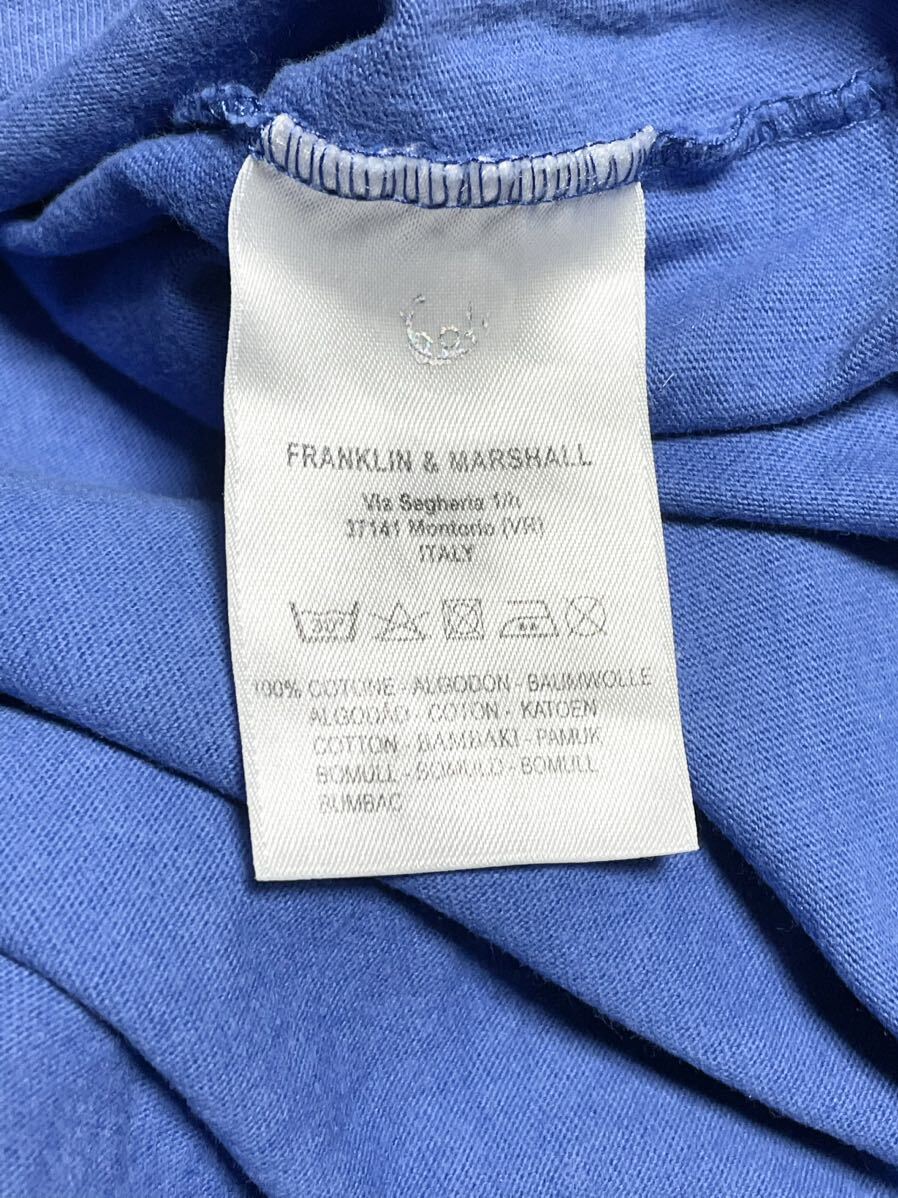 FRANKLIN & MARSHALL
Via Segheria 1/h
37141 Montorio (VR)
ITALY
30°
100% COTONE - ALGODON - BAUMWOLLE
ALGODÃO - COTON - KATOEN
COTTON - BAMBAKI - PAMUK
BOMULL - BOMULD - BOMULL
BUMBAC